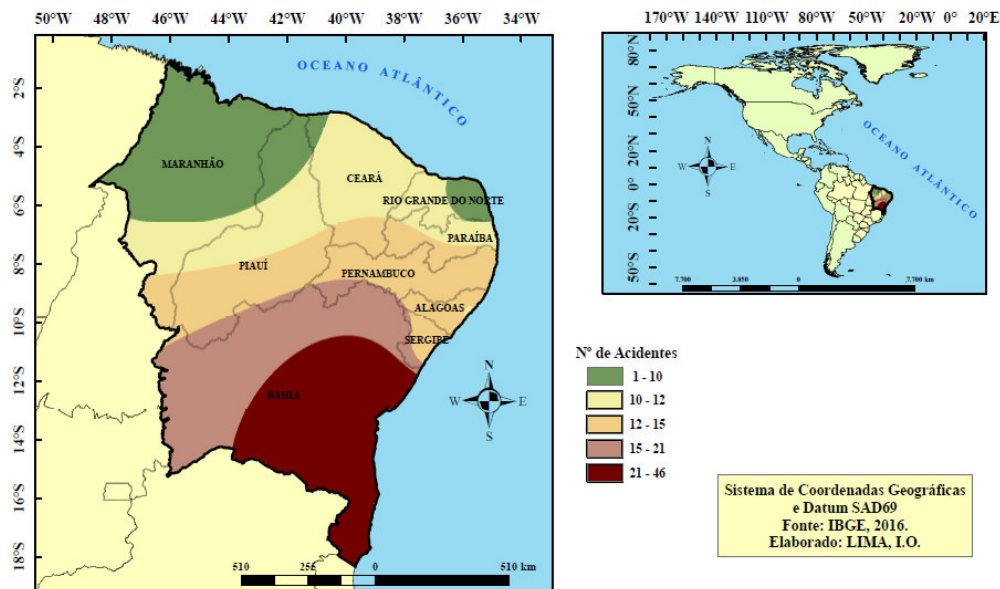 50°W 48°W 46°W 44°W 42°W 40°W 38°W 36°W 34°W
2°S
4°S
6°S
8°S
10°S
12°S
14°S
16°S
18°S
OCEANO ATLÂNTICO
MARANHÃO
CEARÁ
RIO GRANDE DO NORTE
PARAÍBA
PIAUÍ
PERNAMBUCO
ALAGOAS
SERGIPE
BAHIA
N
W E
S
510 255 0 510 km
170°W 140°W 110°W 80°W 50°W 20°W 0° 20°E
80°N
50°N
20°N
0°
20°S
50°S
OCEANO ATLÂNTICO
N
W E
S
7.700 3.850 0 7.700 km
Nº de Acidentes
1 - 10
10 - 12
12 - 15
15 - 21
21 - 46
Sistema de Coordenadas Geográficas
e Datum SAD69
Fonte: IBGE, 2016.
Elaborado: LIMA, I.O.